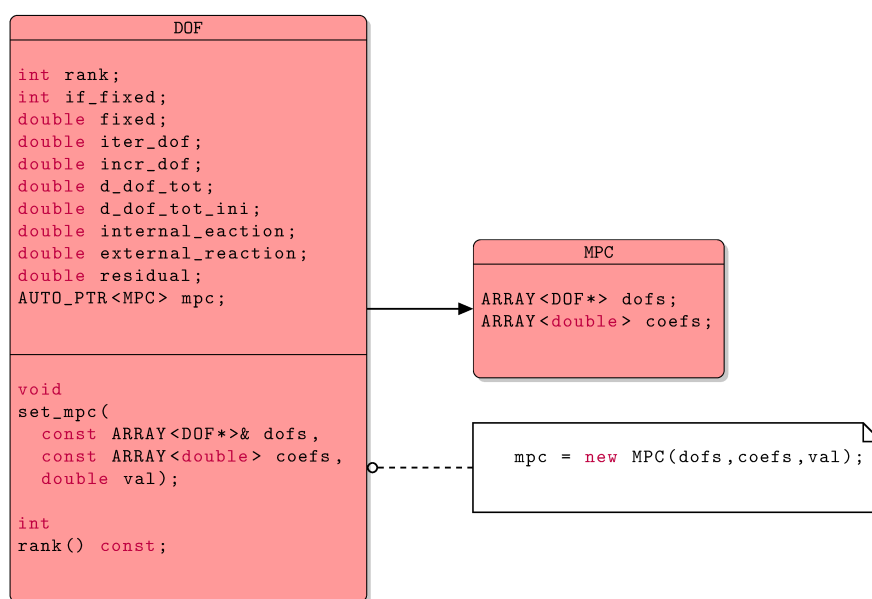 DOF
int rank;
int if_fixed;
double fixed;
double iter_dof;
double incr_dof;
double d_dof_tot;
double d_dof_tot_ini;
double internal_eaction;
double external_reaction;
double residual;
AUTO_PTR<MPC> mpc;
void
set_mpc(
const ARRAY<DOF*>& dofs,
const ARRAY<double> coefs,
double val);
int
rank() const;
MPC
ARRAY<DOF*> dofs;
ARRAY<double> coefs;
mpc = new MPC(dofs,coefs,val);